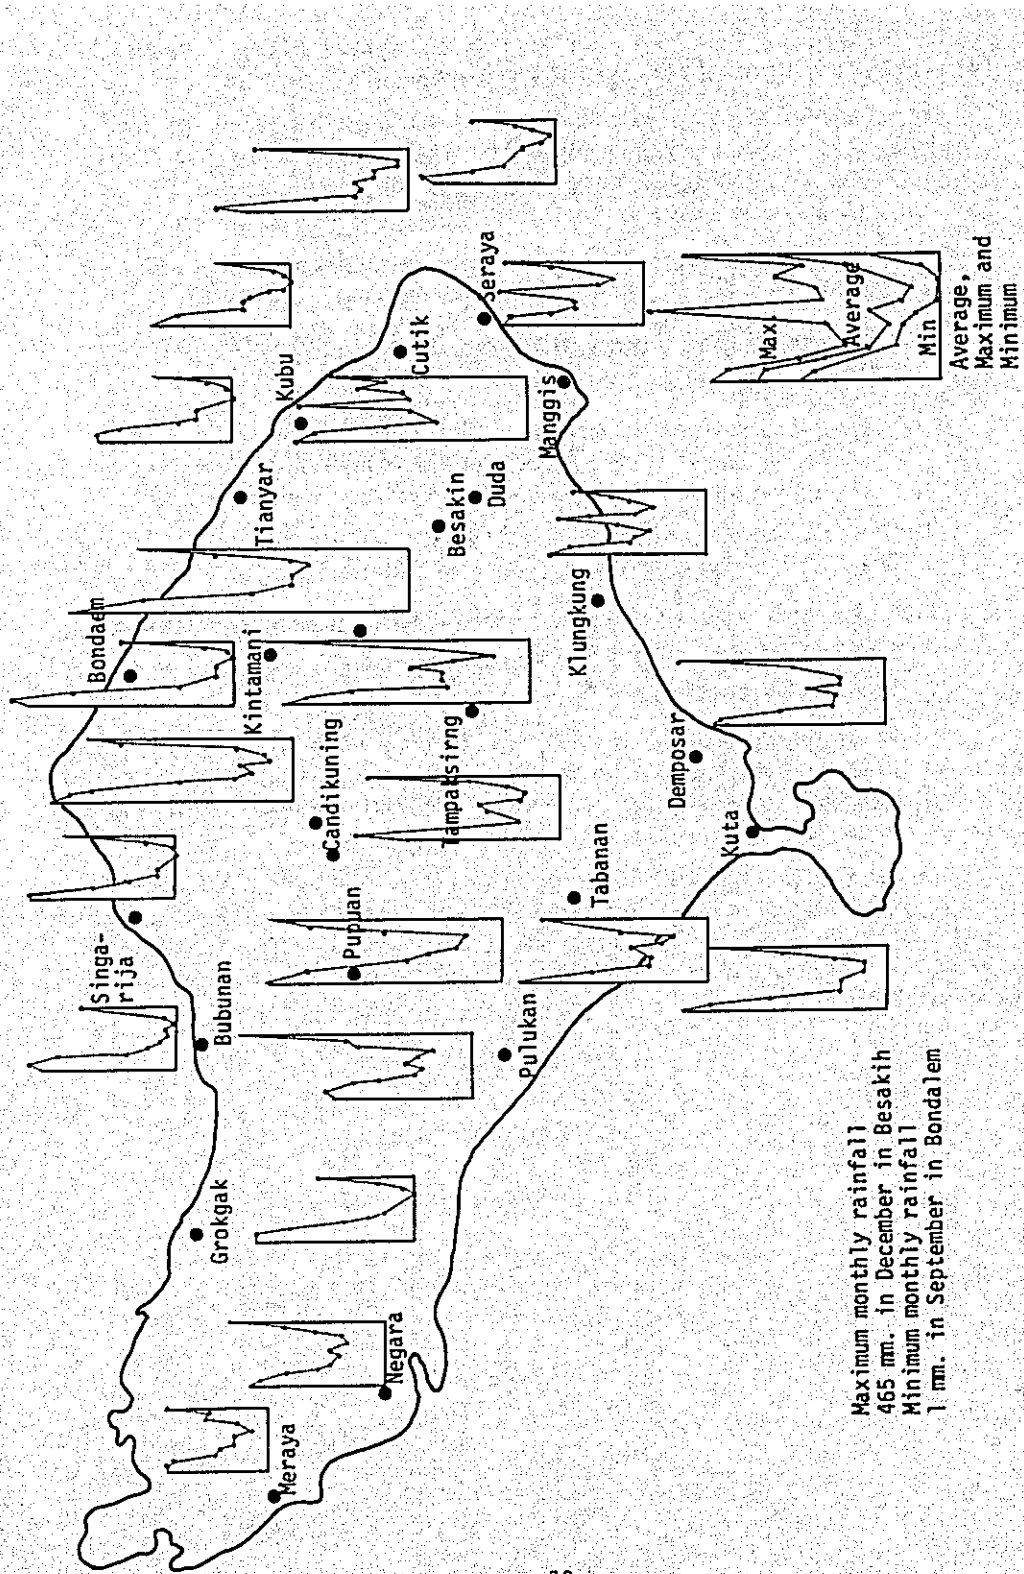 Meraya
Negara
Grokgak
Bubunan
Singa-
rija
Pulukan
Pupuan
Tabanan
Candikuning
Kintamani
Bondaem
Tampaksirng
Kuta
Demposar
Klungkung
Tianyar
Besakin
Duda
Kubu
Cutik
Manggis
Seraya
Max.
Average
Min
Average,
Maximum and
Minimum
Maximum monthly rainfall
465 mm. in December in Besakih
Minimum monthly rainfall
1 mm. in September in Bondalem